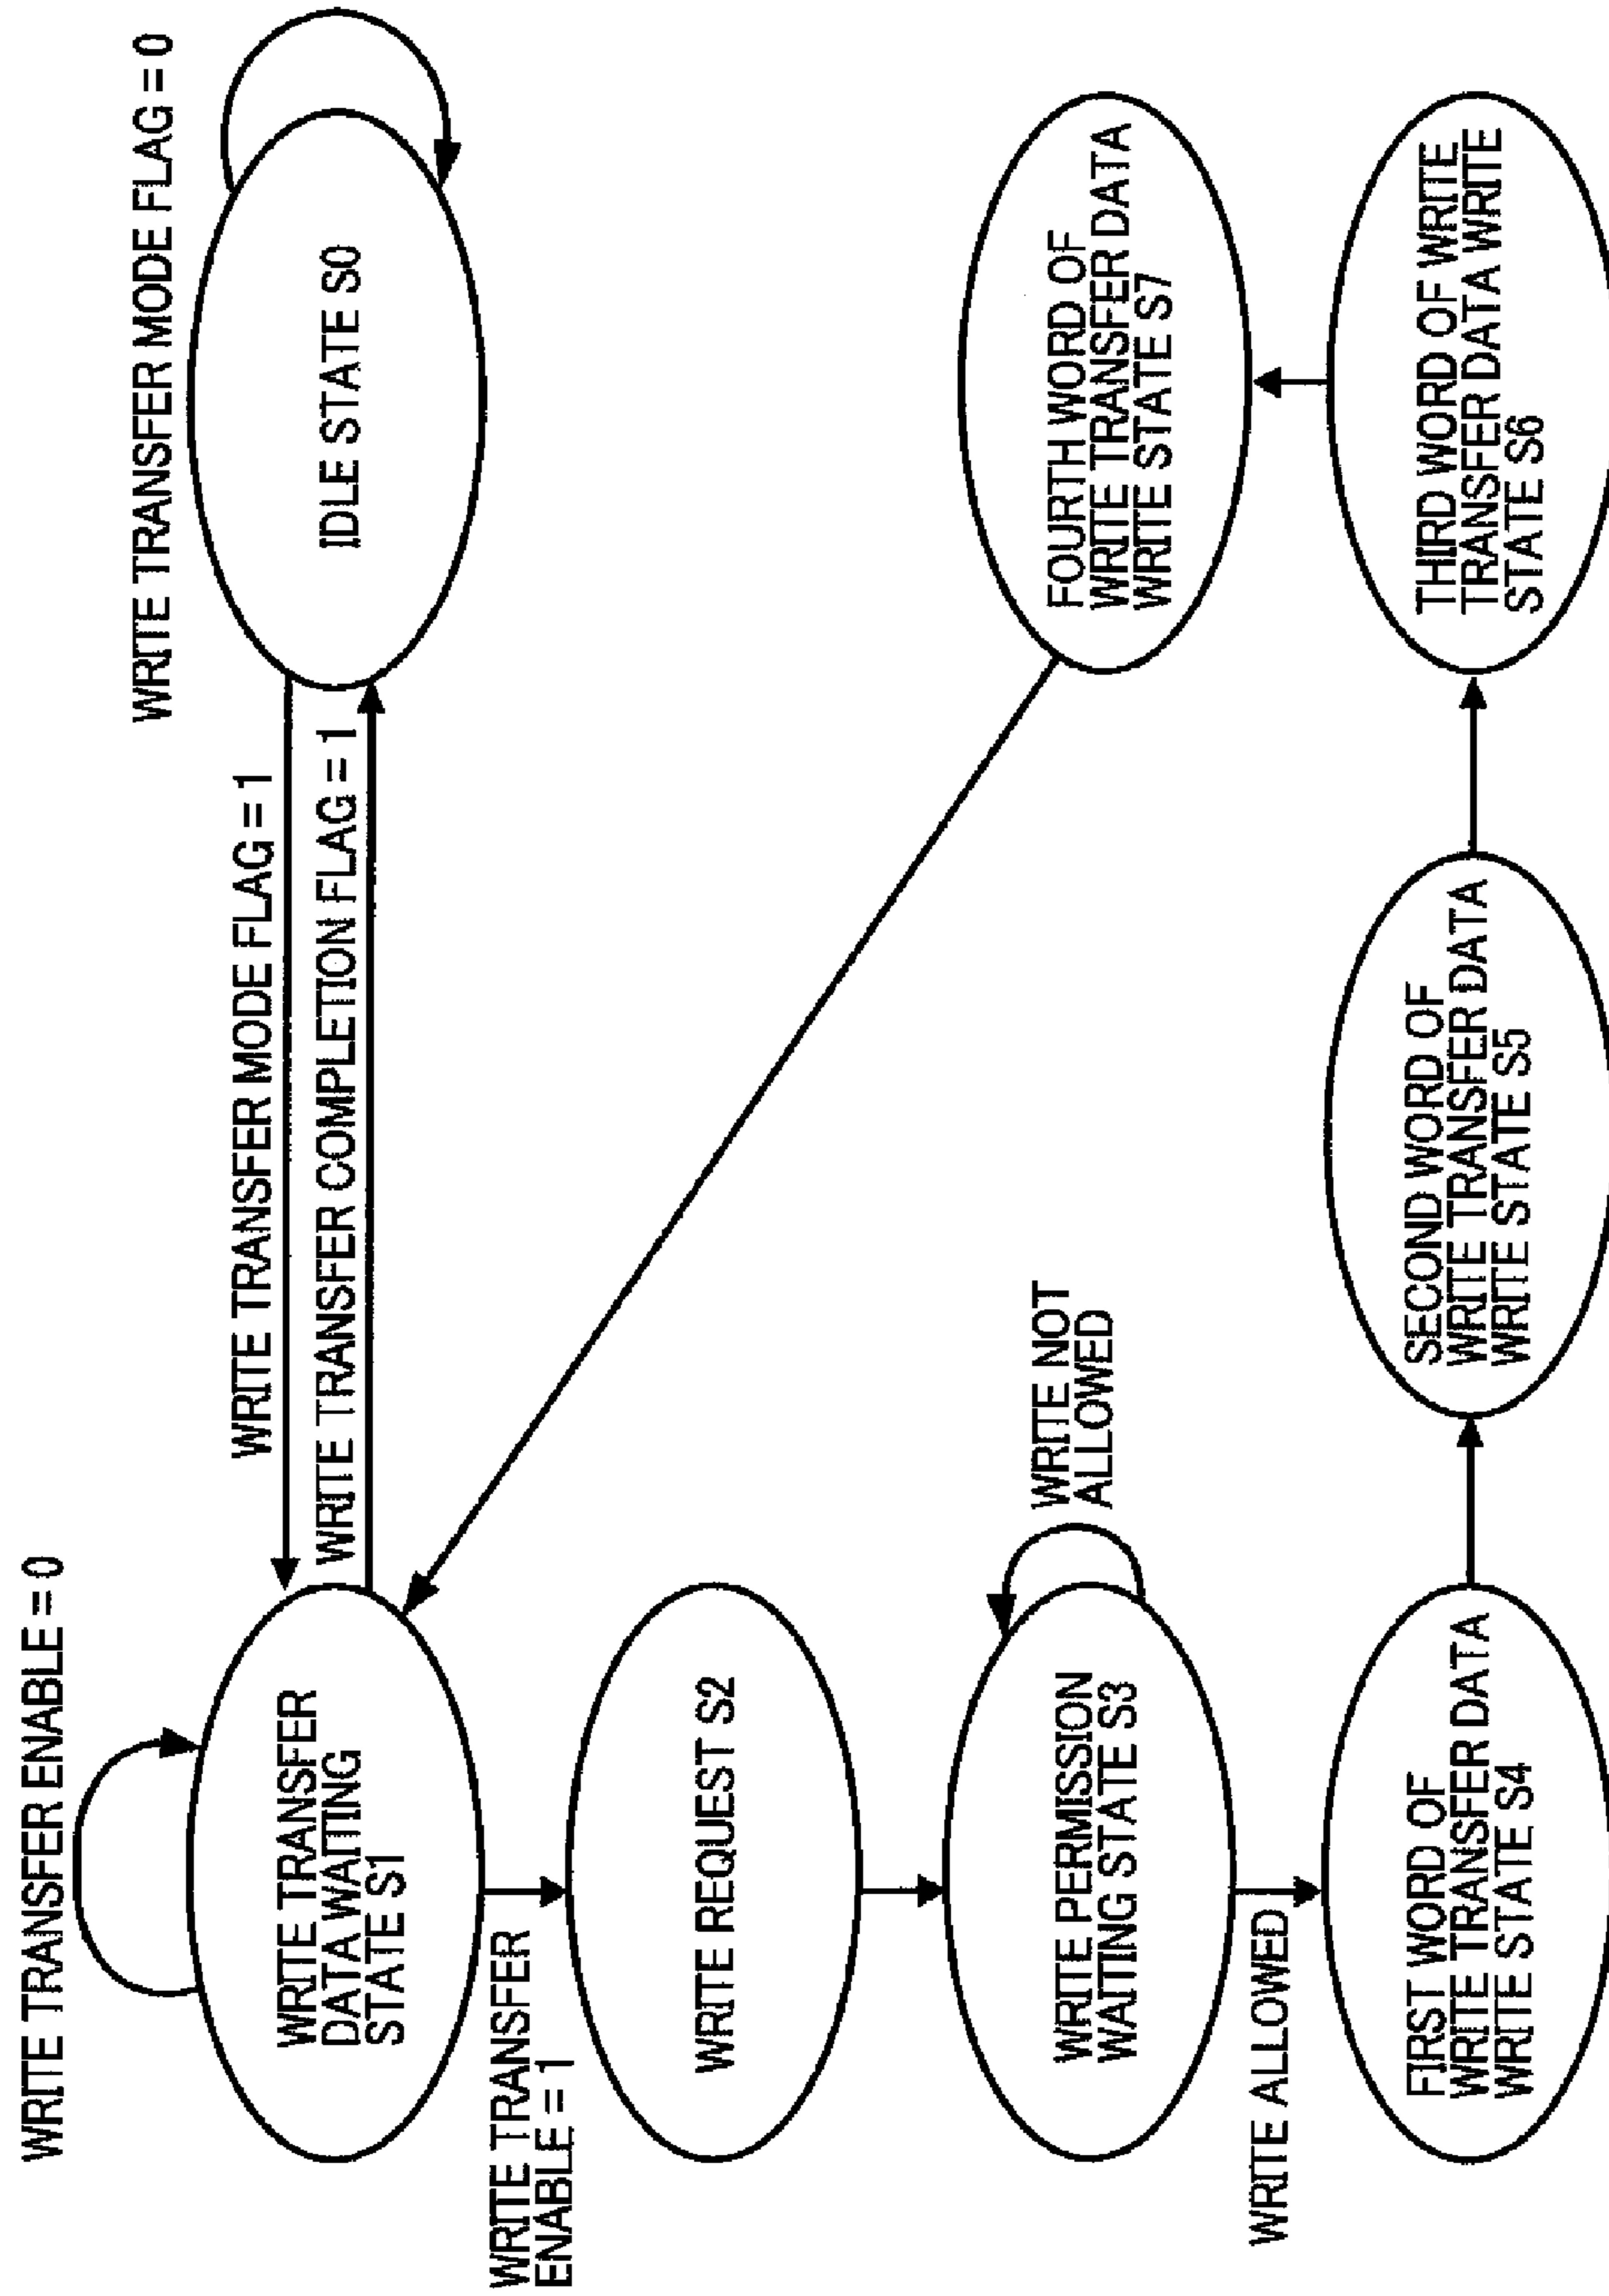 WRITE TRANSFER ENABLE = 0
WRITE TRANSFER MODE FLAG = 0
WRITE TRANSFER MODE FLAG = 1
WRITE TRANSFER COMPLETION FLAG = 1
WRITE TRANSFER
DATA WAITING
STATE S1
IDLE STATE S0
WRITE TRANSFER
ENABLE = 1
WRITE REQUEST S2
WRITE PERMISSION
WAITING STATE S3
WRITE NOT
ALLOWED
FOURTH WORD OF
WRITE TRANSFER DATA
WRITE STATE S7
WRITE ALLOWED
FIRST WORD OF
WRITE TRANSFER DATA
WRITE STATE S4
SECOND WORD OF
WRITE TRANSFER DATA
WRITE STATE S5
THIRD WORD OF WRITE
TRANSFER DATA WRITE
STATE S6